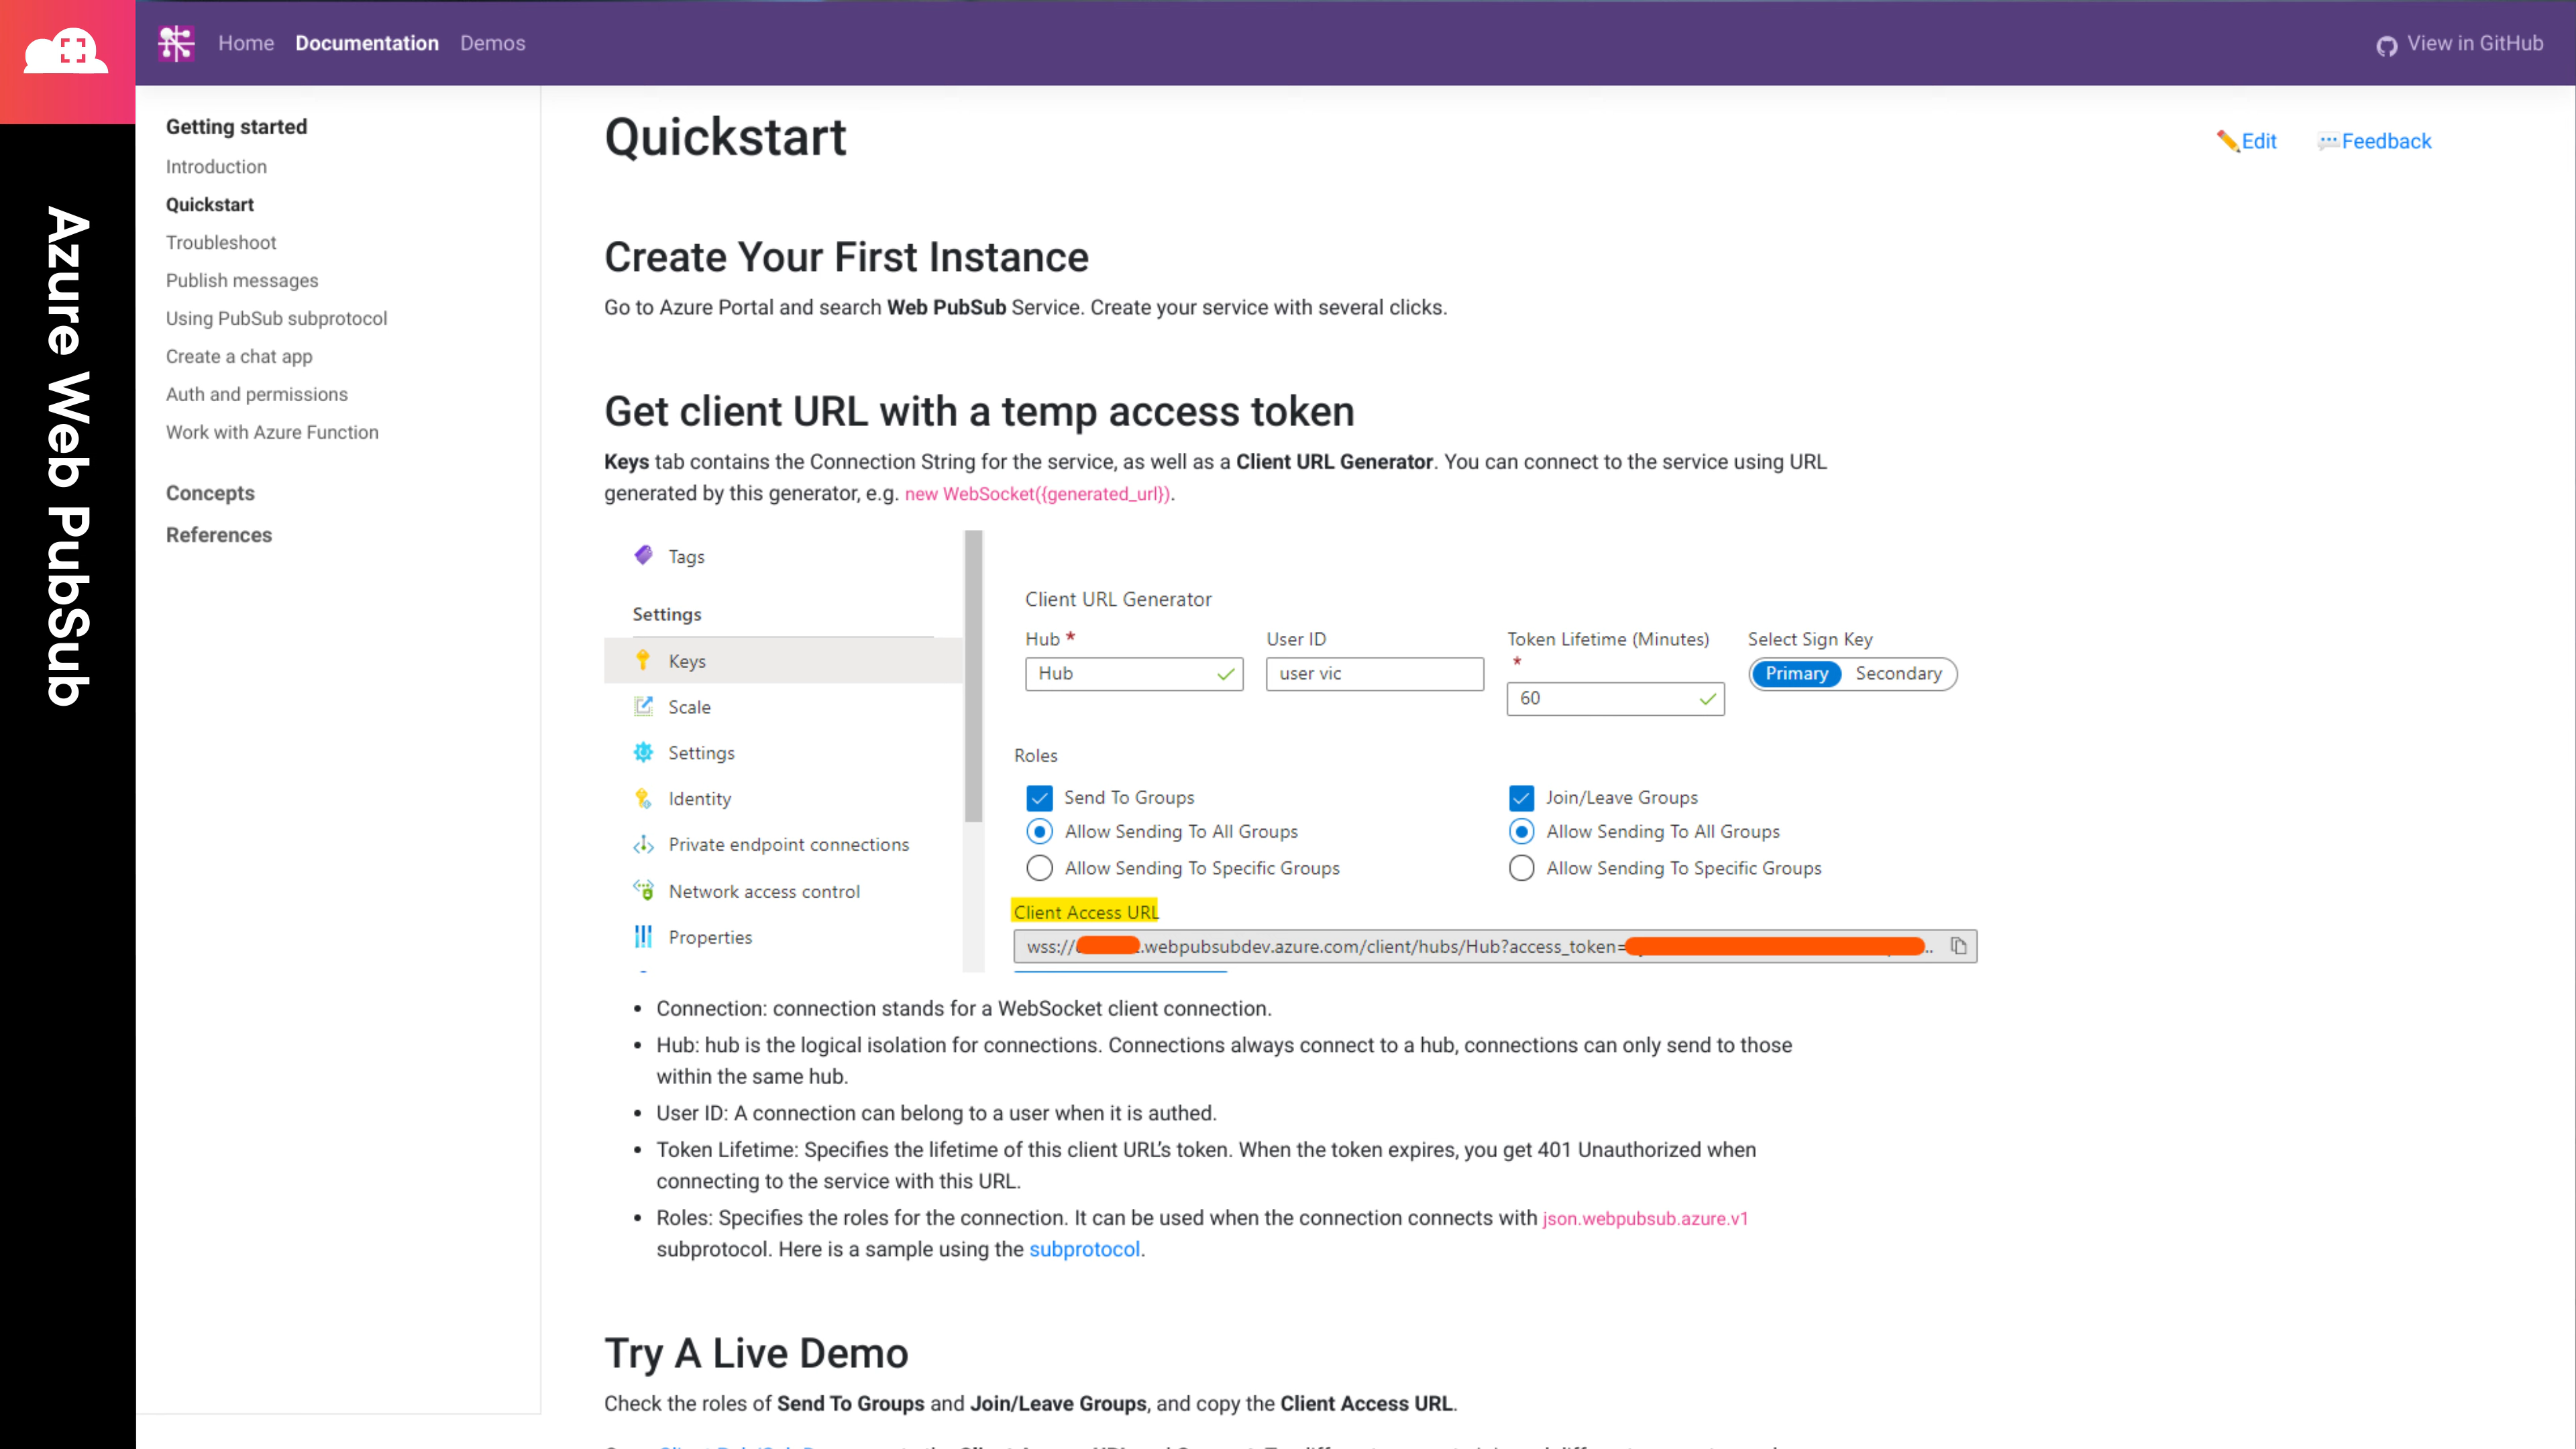 Azure Web PubSub
Home Documentation Demos View in GitHub
Getting started
Introduction
Quickstart
Troubleshoot
Publish messages
Using PubSub subprotocol
Create a chat app
Auth and permissions
Work with Azure Function
Concepts
References
Quickstart
Edit Feedback
Create Your First Instance
Go to Azure Portal and search Web PubSub Service. Create your service with several clicks.
Get client URL with a temp access token
Keys tab contains the Connection String for the service, as well as a Client URL Generator. You can connect to the service using URL
generated by this generator, e.g. new WebSocket({generated_url}).
Tags
Settings
Keys
Scale
Settings
Identity
Private endpoint connections
Network access control
Properties
Client URL Generator
Hub * User ID Token Lifetime (Minutes) * Select Sign Key
Hub user vic 60 Primary Secondary
Roles
Send To Groups Join/Leave Groups
Allow Sending To All Groups Allow Sending To All Groups
Allow Sending To Specific Groups Allow Sending To Specific Groups
Client Access URL
wss:// .webpubsubdev.azure.com/client/hubs/Hub?access_token= ..
• Connection: connection stands for a WebSocket client connection.
• Hub: hub is the logical isolation for connections. Connections always connect to a hub, connections can only send to those
within the same hub.
• User ID: A connection can belong to a user when it is authed.
• Token Lifetime: Specifies the lifetime of this client URL’s token. When the token expires, you get 401 Unauthorized when
connecting to the service with this URL.
• Roles: Specifies the roles for the connection. It can be used when the connection connects with json.webpubsub.azure.v1
subprotocol. Here is a sample using the subprotocol.
Try A Live Demo
Check the roles of Send To Groups and Join/Leave Groups, and copy the Client Access URL.